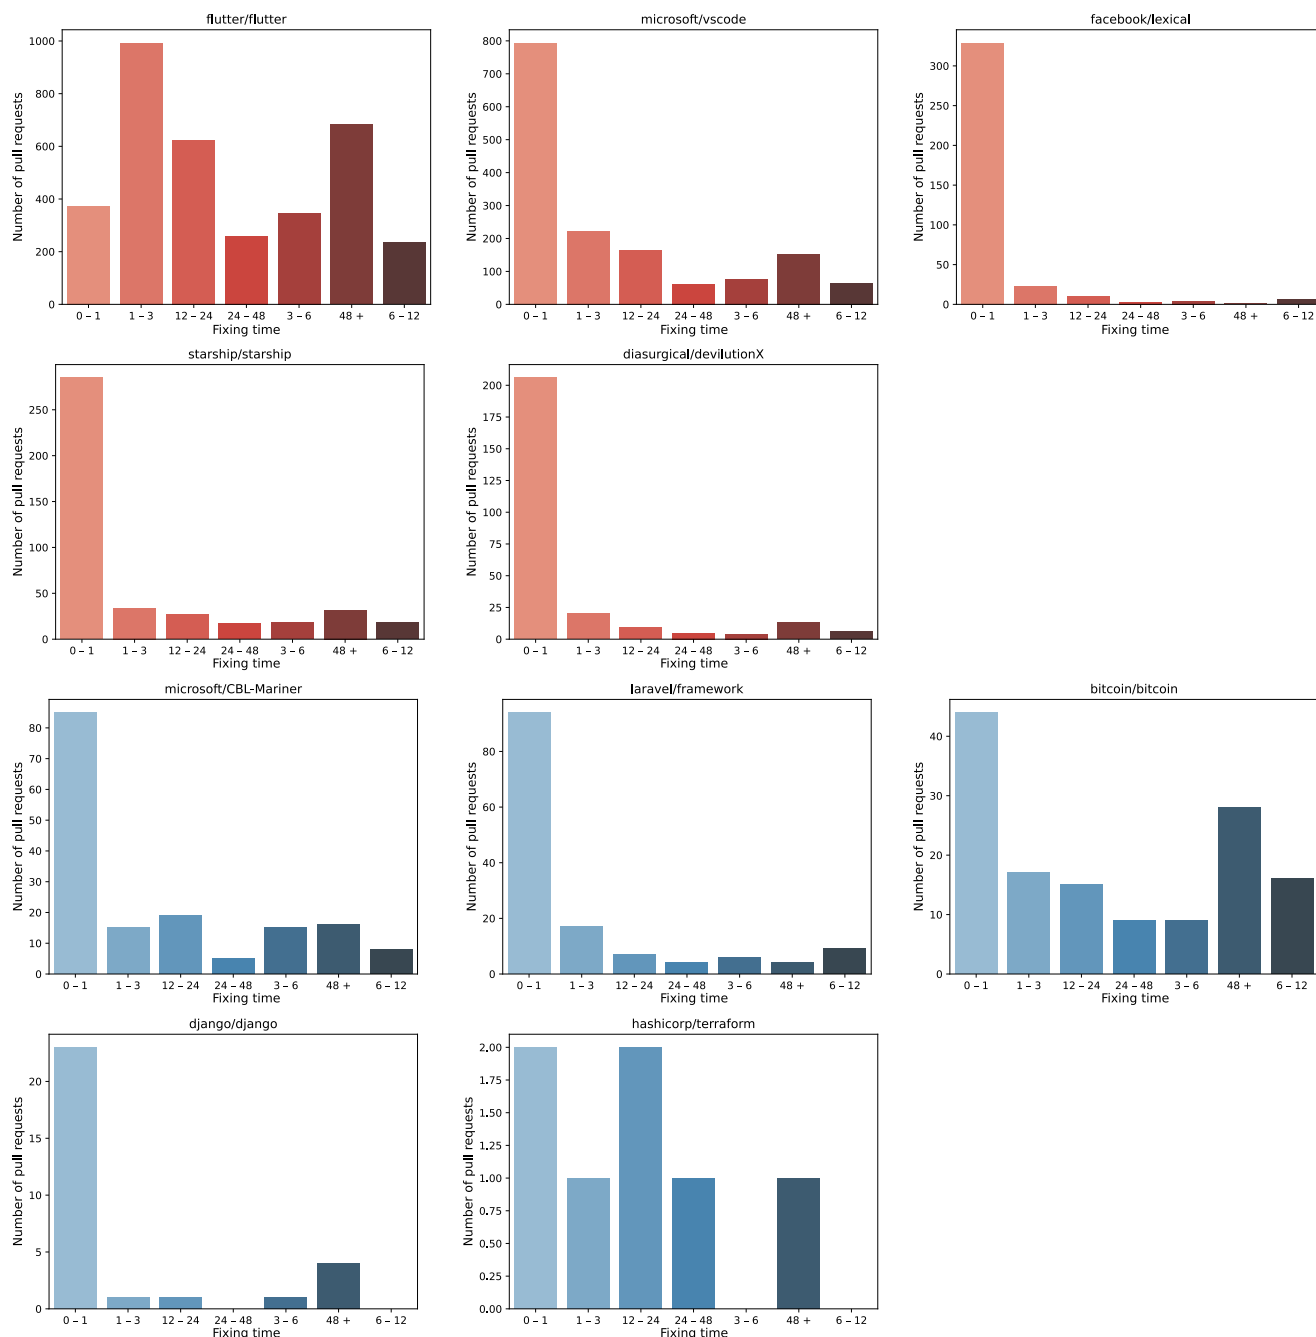 flutter/flutter
Number of pull requests
1000
800
600
400
200
0
0 – 1 1 – 3 12 – 24 24 – 48 3 – 6 48 + 6 – 12
Fixing time
microsoft/vscode
Number of pull requests
800
700
600
500
400
300
200
100
0
0 – 1 1 – 3 12 – 24 24 – 48 3 – 6 48 + 6 – 12
Fixing time
facebook/lexical
Number of pull requests
300
250
200
150
100
50
0
0 – 1 1 – 3 12 – 24 24 – 48 3 – 6 48 + 6 – 12
Fixing time
starship/starship
Number of pull requests
250
200
150
100
50
0
0 – 1 1 – 3 12 – 24 24 – 48 3 – 6 48 + 6 – 12
Fixing time
diasurgical/devilutionX
Number of pull requests
200
175
150
125
100
75
50
25
0
0 – 1 1 – 3 12 – 24 24 – 48 3 – 6 48 + 6 – 12
Fixing time
microsoft/CBL-Mariner
Number of pull requests
80
70
60
50
40
30
20
10
0
0 – 1 1 – 3 12 – 24 24 – 48 3 – 6 48 + 6 – 12
Fixing time
laravel/framework
Number of pull requests
80
60
40
20
0
0 – 1 1 – 3 12 – 24 24 – 48 3 – 6 48 + 6 – 12
Fixing time
bitcoin/bitcoin
Number of pull requests
40
30
20
10
0
0 – 1 1 – 3 12 – 24 24 – 48 3 – 6 48 + 6 – 12
Fixing time
django/django
Number of pull requests
20
15
10
5
0
0 – 1 1 – 3 12 – 24 24 – 48 3 – 6 48 + 6 – 12
Fixing time
hashicorp/terraform
Number of pull requests
2.00
1.75
1.50
1.25
1.00
0.75
0.50
0.25
0.00
0 – 1 1 – 3 12 – 24 24 – 48 3 – 6 48 + 6 – 12
Fixing time